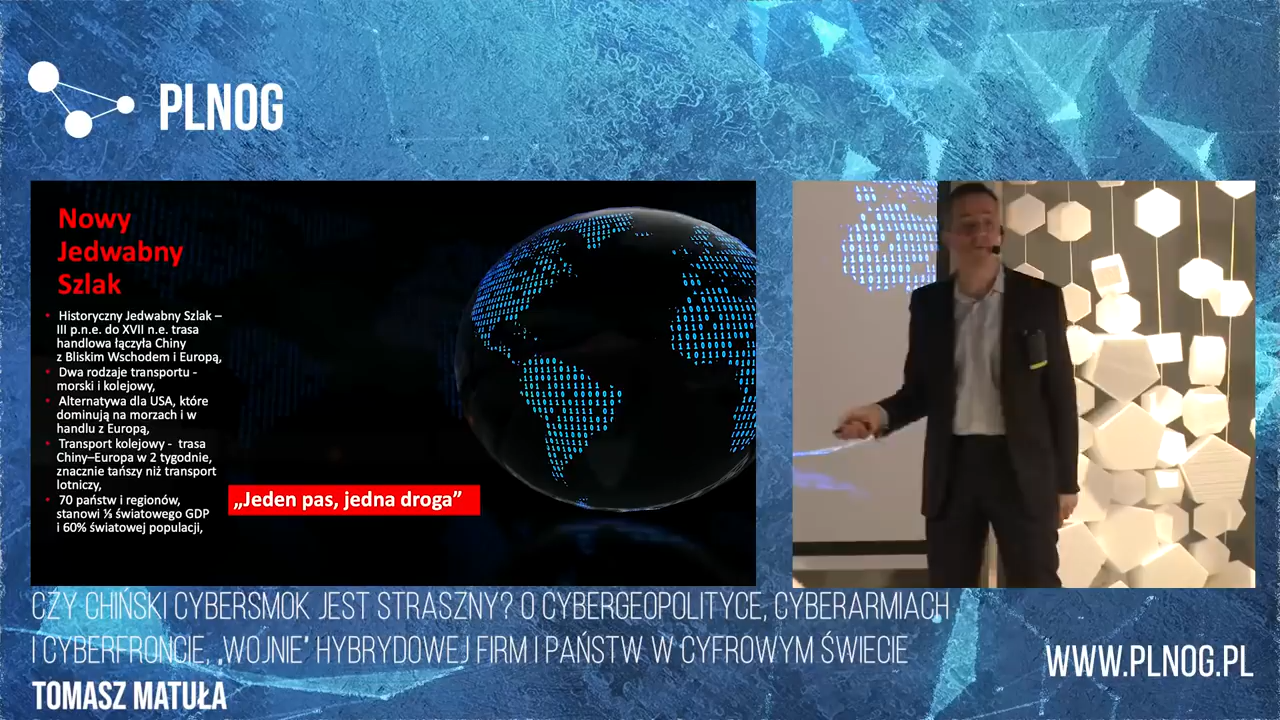 PLNOG
Nowy
Jedwabny
Szlak
• Historyczny Jedwabny Szlak –
III p.n.e. do XVII n.e. trasa
handlowa łączyła Chiny
z Bliskim Wschodem i Europą,
• Dwa rodzaje transportu -
morski i kolejowy,
• Alternatywa dla USA, które
dominują na morzach i w
handlu z Europą,
• Transport kolejowy - trasa
Chiny–Europa w 2 tygodnie,
znacznie tańszy niż transport
lotniczy,
• 70 państw i regionów,
stanowi ⅓ światowego GDP
i 60% światowej populacji,
„Jeden pas, jedna droga”
CZY CHIŃSKI CYBERSMOK JEST STRASZNY? O CYBERGEOPOLITYCE, CYBERARMIACH
I CYBERFRONCIE, „WOJNIE” HYBRYDOWEJ FIRM I PAŃSTW W CYFROWYM ŚWIECIE
TOMASZ MATUŁA
WWW.PLNOG.PL